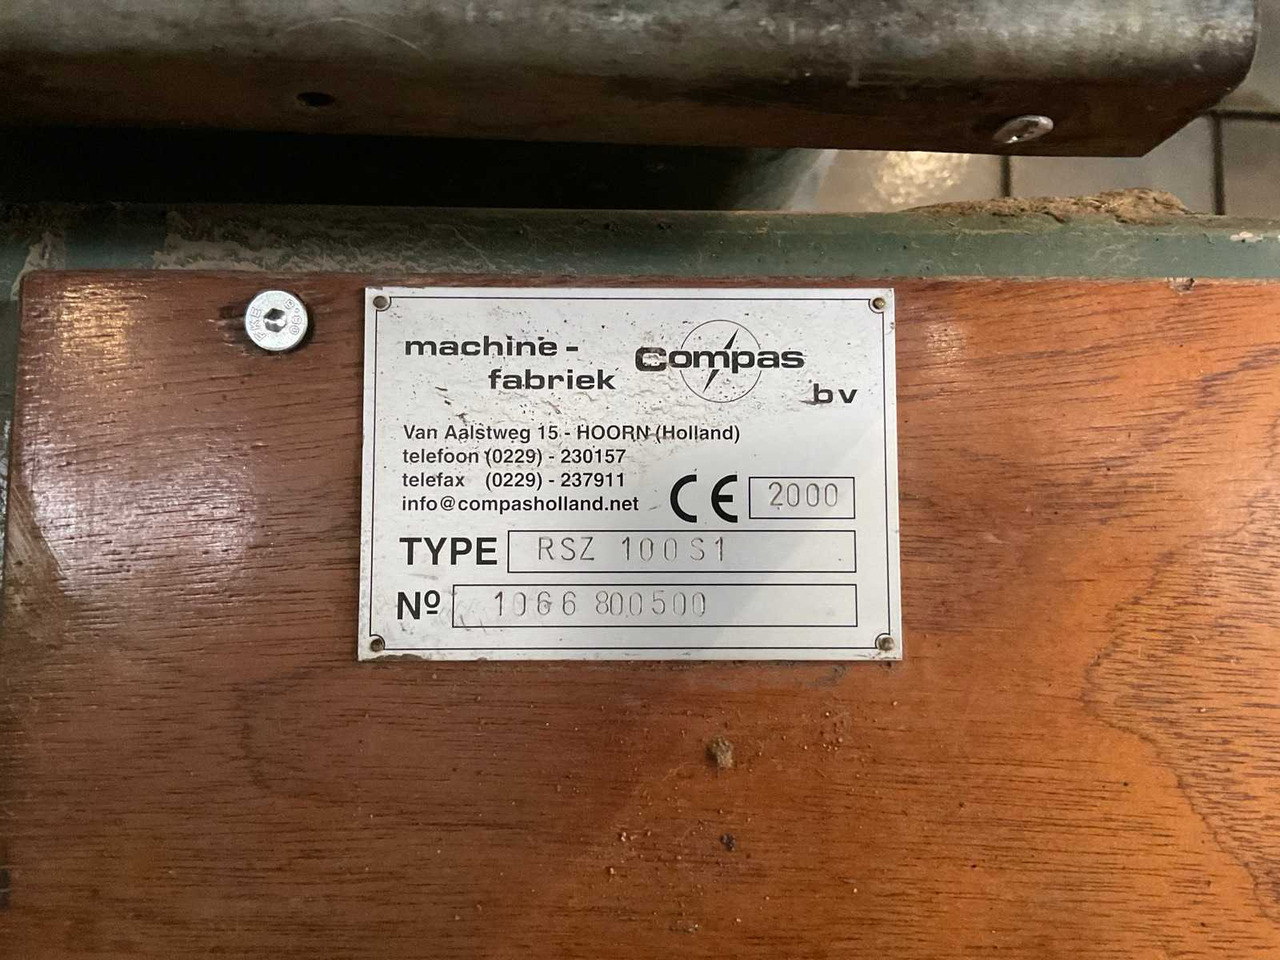 machine -
fabriek
Compas
bv
Van Aalstweg 15 - HOORN (Holland)
telefoon (0229) - 230157
telefax (0229) - 237911
info@compasholland.net
CE 2000
TYPE RSZ 100S1
Nº 1066 800500